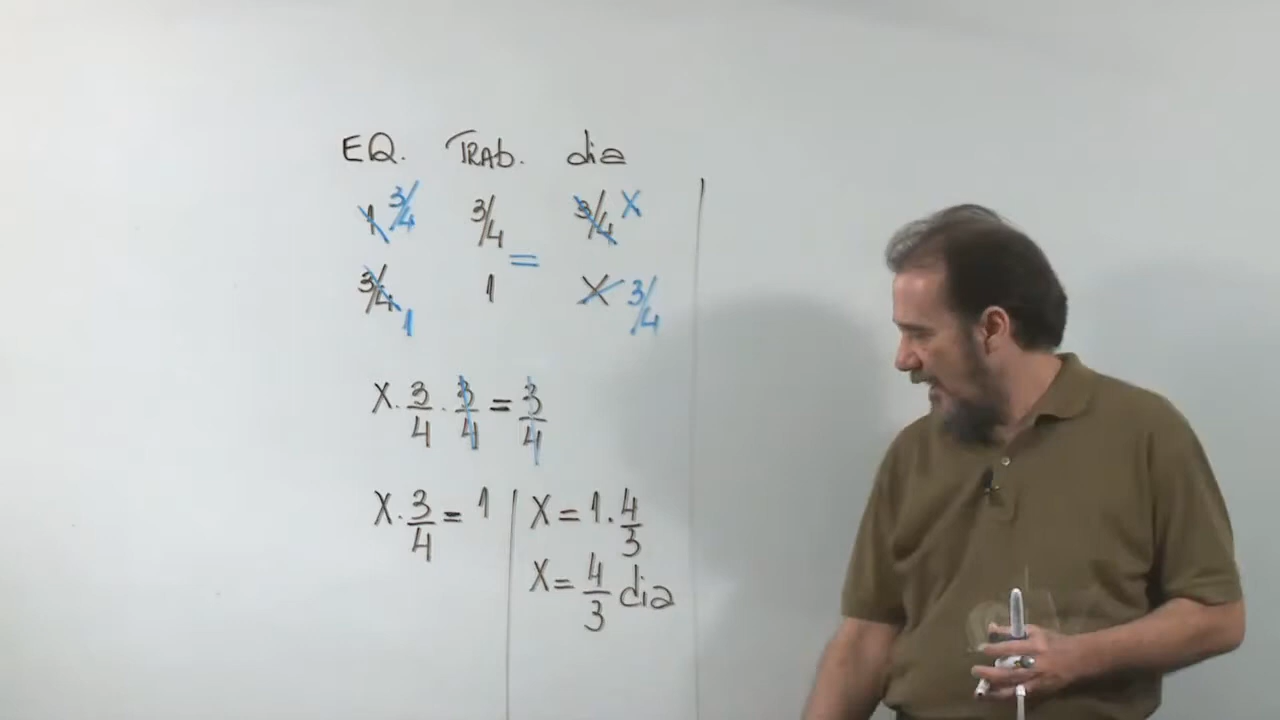 EQ. TRAb. dia
1 3/4 3/4 3/4 X
=
3/4 1 1 X 3/4
X. 3/4 . 3/4 = 3/4
X. 3/4 = 1
X = 1. 4/3
X = 4/3 dia